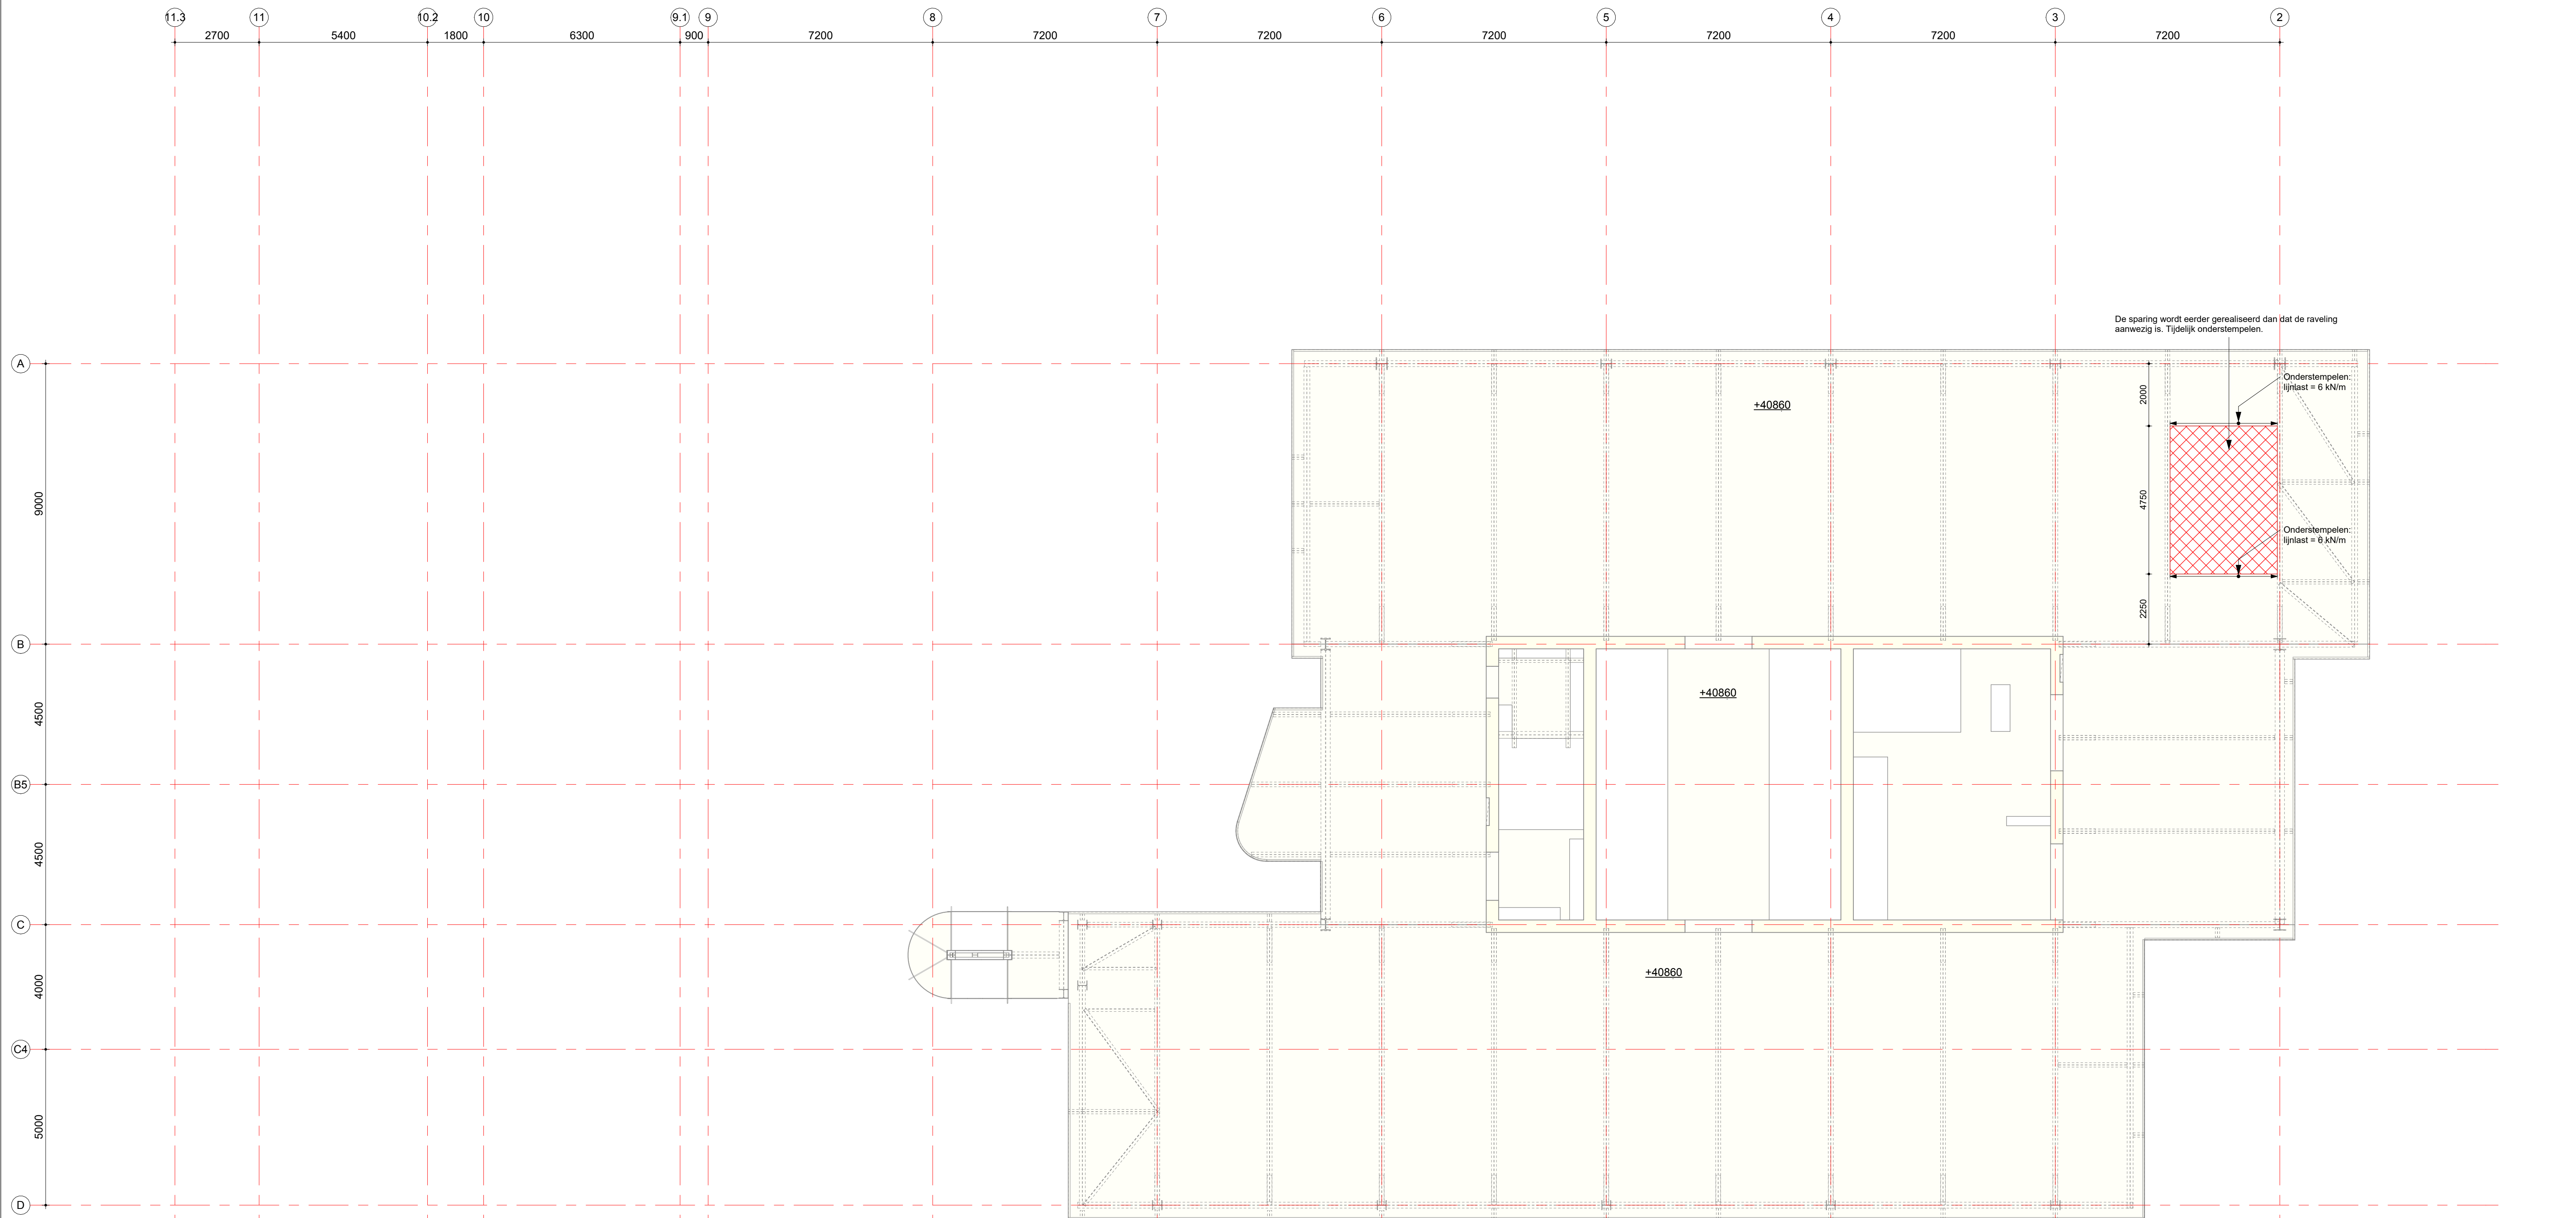 11.3 11 10.2 10 9.1 9 8 7 6 5 4 3 2
2700 5400 1800 6300 900 7200 7200 7200 7200 7200 7200 7200
De sparing wordt eerder gerealiseerd dan dat de raveling
aanwezig is. Tijdelijk onderstempelen.
A
Onderstempelen:
lijnlast = 6 kN/m
2000
+40860
9000
4750
Onderstempelen:
lijnlast = 6 kN/m
2250
B
+40860
4500
B5
4500
C
+40860
4000
C4
5000
D